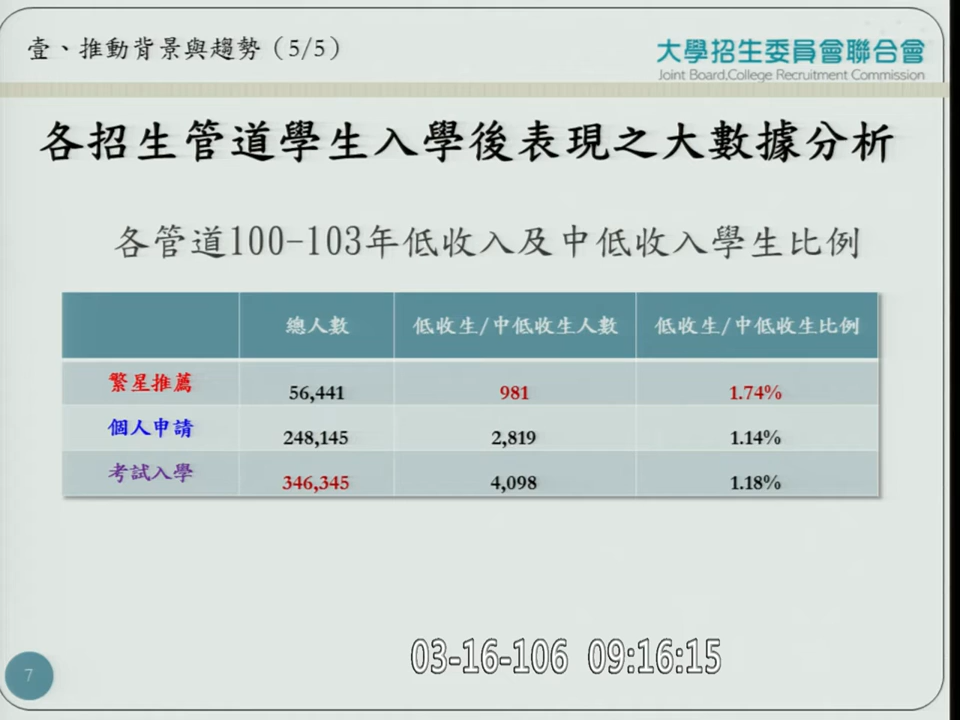 壹、推動背景與趨勢（5/5）
大學招生委員會聯合會
Joint Board,College Recruitment Commission
各招生管道學生入學後表現之大數據分析
各管道100-103年低收入及中低收入學生比例
總人數 低收生/中低收生人數 低收生/中低收生比例
繁星推薦 56,441 981 1.74%
個人申請 248,145 2,819 1.14%
考試入學 346,345 4,098 1.18%
03-16-106 09:16:15
7